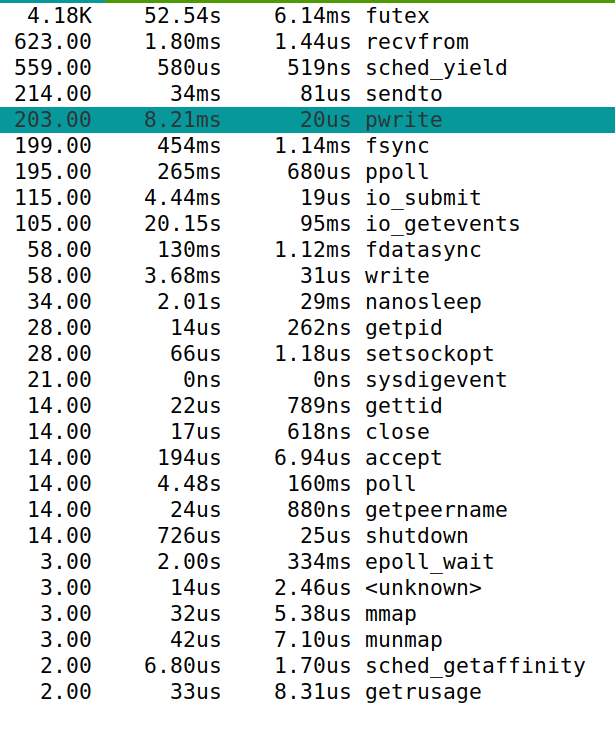 4.18K 52.54s 6.14ms futex
623.00 1.80ms 1.44us recvfrom
559.00 580us 519ns sched_yield
214.00 34ms 81us sendto
203.00 8.21ms 20us pwrite
199.00 454ms 1.14ms fsync
195.00 265ms 680us ppoll
115.00 4.44ms 19us io_submit
105.00 20.15s 95ms io_getevents
58.00 130ms 1.12ms fdatasync
58.00 3.68ms 31us write
34.00 2.01s 29ms nanosleep
28.00 14us 262ns getpid
28.00 66us 1.18us setsockopt
21.00 0ns 0ns sysdigevent
14.00 22us 789ns gettid
14.00 17us 618ns close
14.00 194us 6.94us accept
14.00 4.48s 160ms poll
14.00 24us 880ns getpeername
14.00 726us 25us shutdown
3.00 2.00s 334ms epoll_wait
3.00 14us 2.46us <unknown>
3.00 32us 5.38us mmap
3.00 42us 7.10us munmap
2.00 6.80us 1.70us sched_getaffinity
2.00 33us 8.31us getrusage